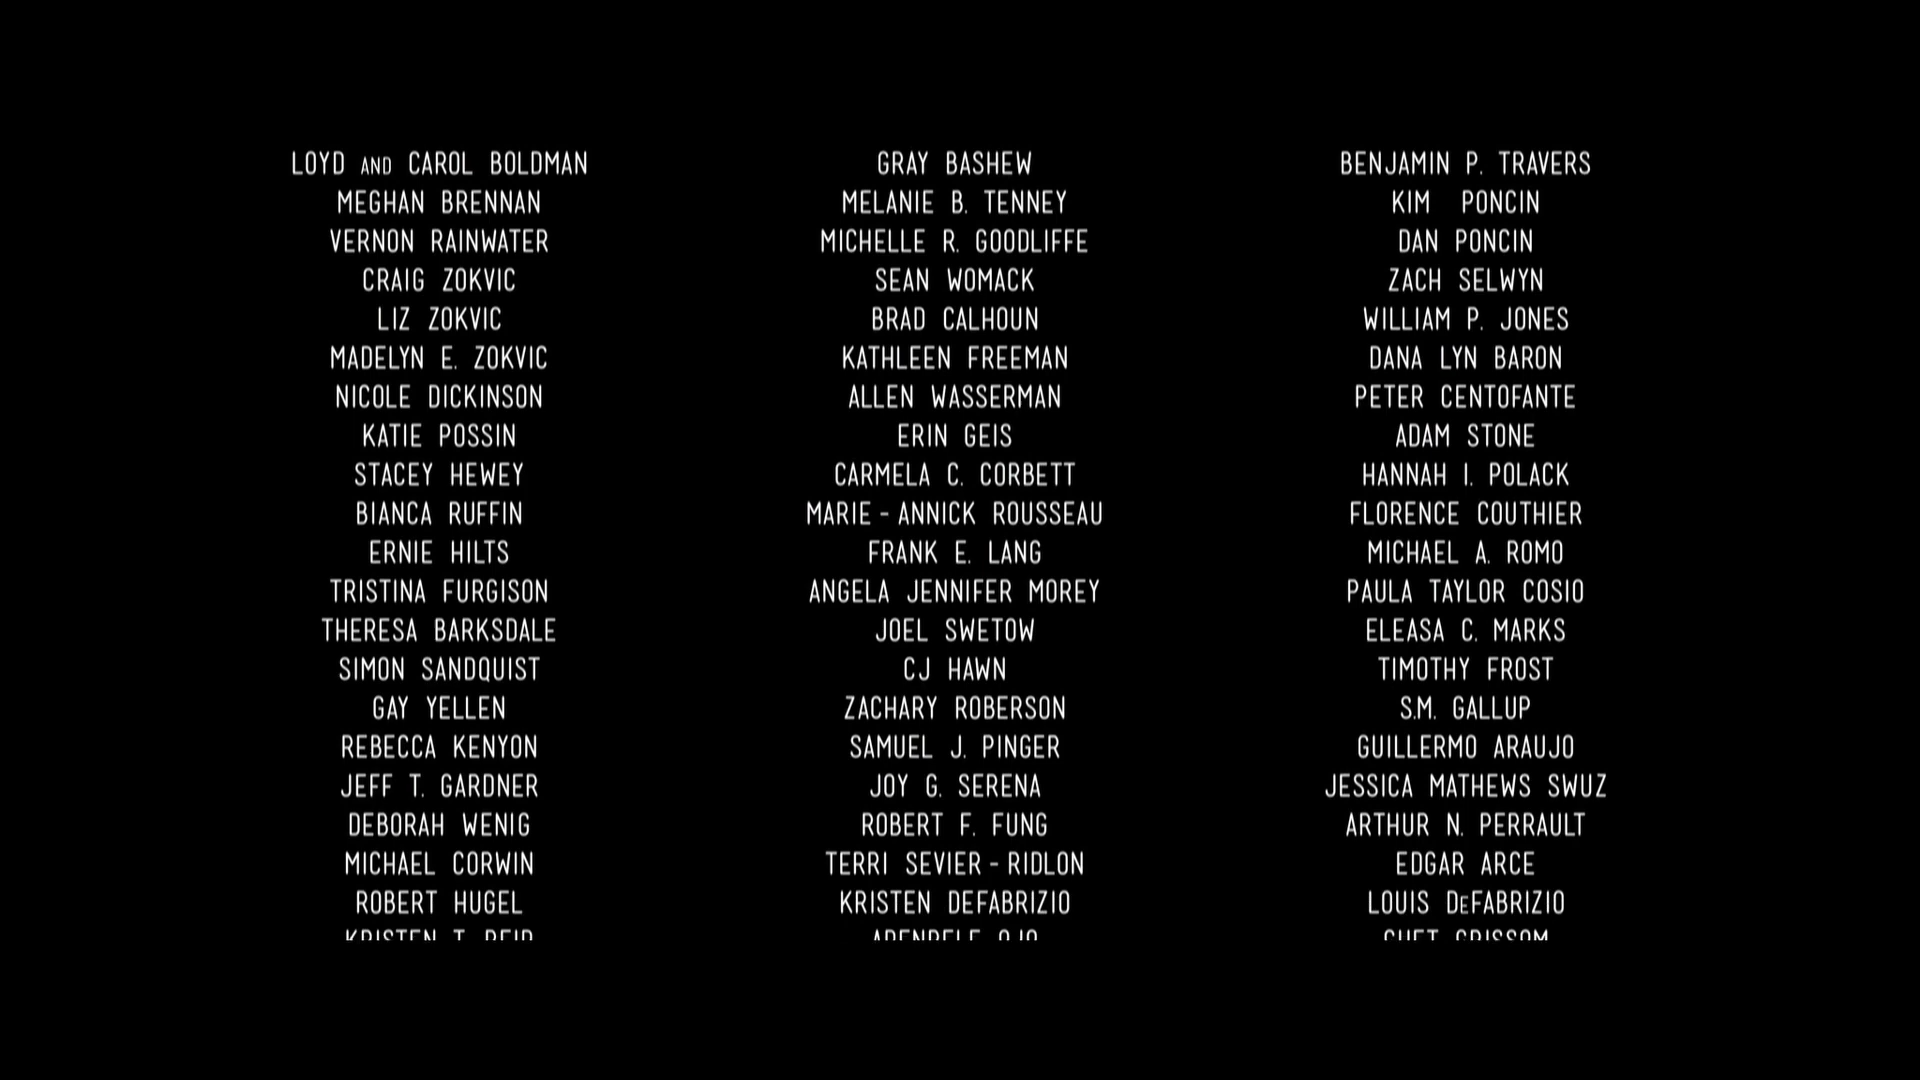 LOYD AND CAROL BOLDMAN
MEGHAN BRENNAN
VERNON RAINWATER
CRAIG ZOKVIC
LIZ ZOKVIC
MADELYN E. ZOKVIC
NICOLE DICKINSON
KATIE POSSIN
STACEY HEWEY
BIANCA RUFFIN
ERNIE HILTS
TRISTINA FURGISON
THERESA BARKSDALE
SIMON SANDQUIST
GAY YELLEN
REBECCA KENYON
JEFF T. GARDNER
DEBORAH WENIG
MICHAEL CORWIN
ROBERT HUGEL
KRISTEN T. REID
GRAY BASHEW
MELANIE B. TENNEY
MICHELLE R. GOODLIFFE
SEAN WOMACK
BRAD CALHOUN
KATHLEEN FREEMAN
ALLEN WASSERMAN
ERIN GEIS
CARMELA C. CORBETT
MARIE - ANNICK ROUSSEAU
FRANK E. LANG
ANGELA JENNIFER MOREY
JOEL SWETOW
CJ HAWN
ZACHARY ROBERSON
SAMUEL J. PINGER
JOY G. SERENA
ROBERT F. FUNG
TERRI SEVIER - RIDLON
KRISTEN DEFABRIZIO
BENJAMIN P. TRAVERS
KIM PONCIN
DAN PONCIN
ZACH SELWYN
WILLIAM P. JONES
DANA LYN BARON
PETER CENTOFANTE
ADAM STONE
HANNAH I. POLACK
FLORENCE COUTHIER
MICHAEL A. ROMO
PAULA TAYLOR COSIO
ELEASA C. MARKS
TIMOTHY FROST
S.M. GALLUP
GUILLERMO ARAUJO
JESSICA MATHEWS SWUZ
ARTHUR N. PERRAULT
EDGAR ARCE
LOUIS DeFABRIZIO
CHET GRISSOM